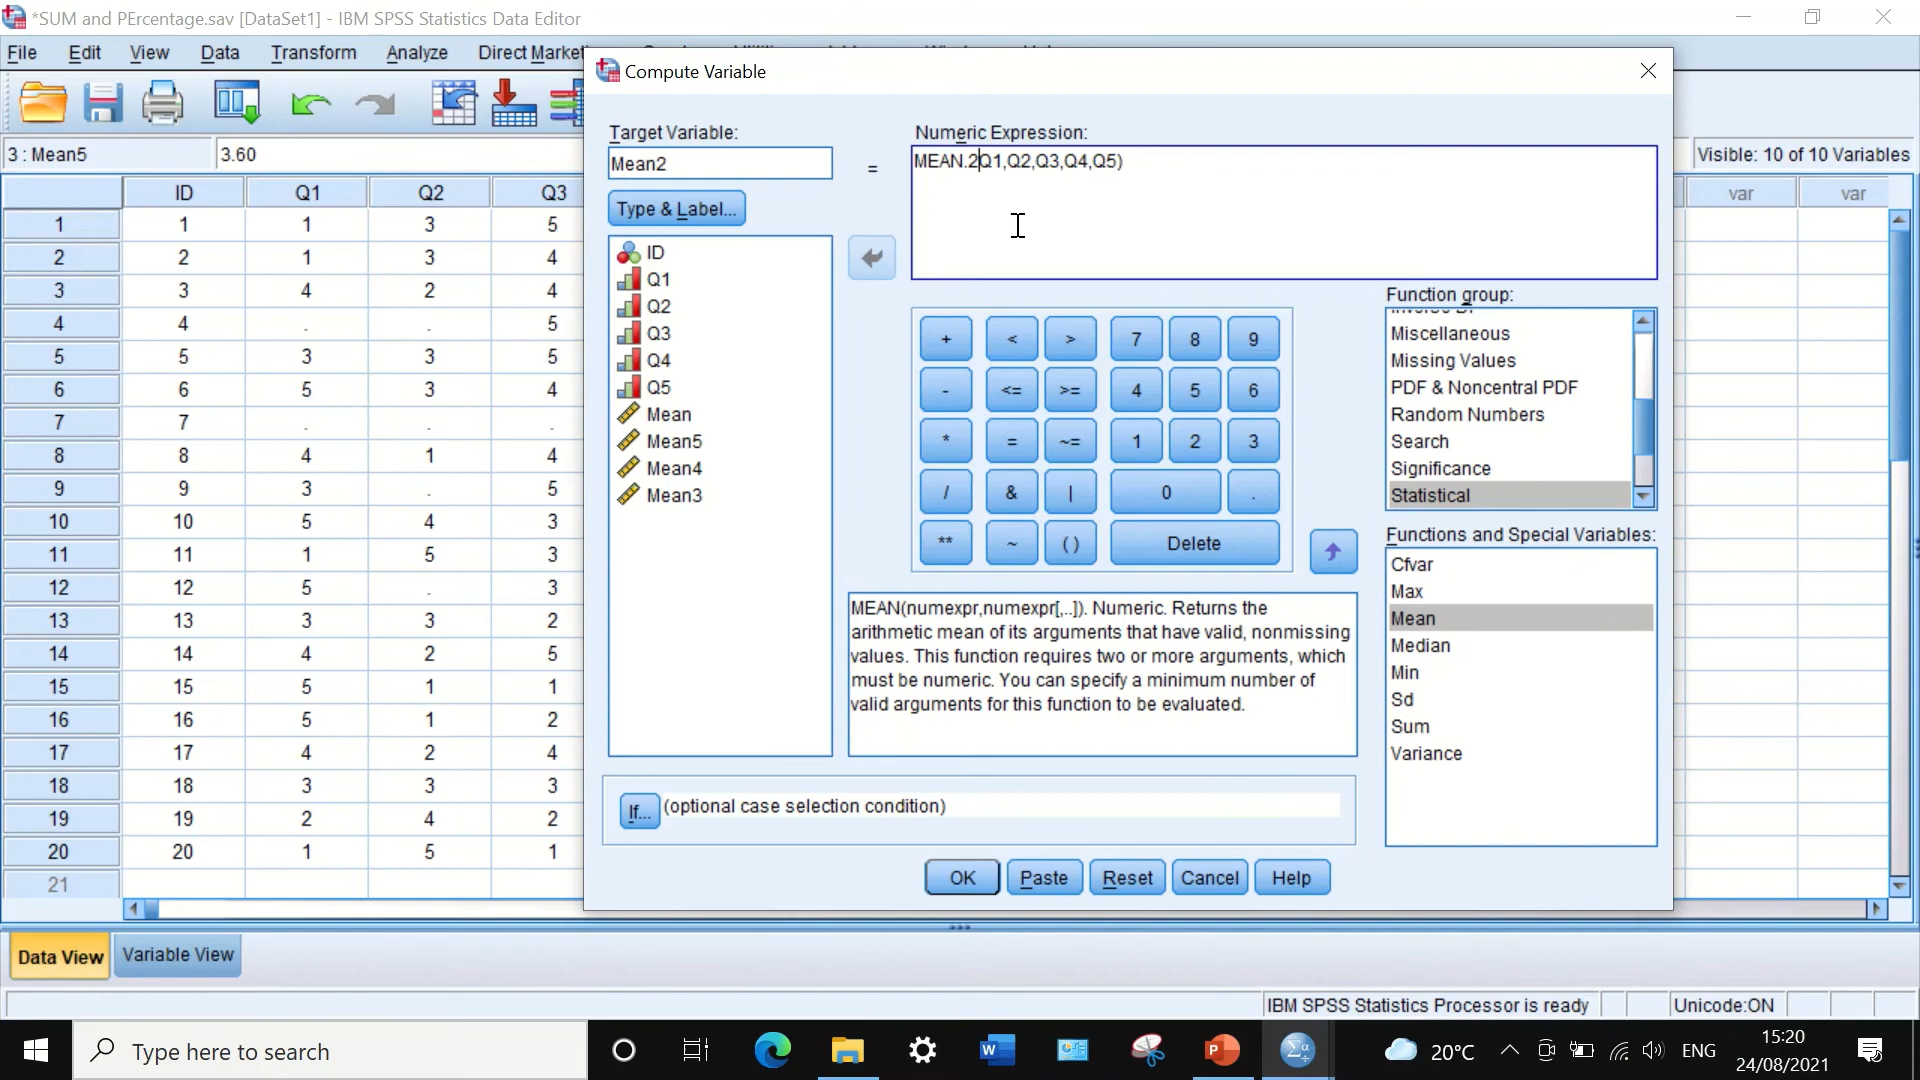 *SUM and PErcentage.sav [DataSet1] - IBM SPSS Statistics Data Editor
File Edit View Data Transform Analyze Direct Market
Compute Variable
3 : Mean5 3.60
Visible: 10 of 10 Variables
Target Variable:
Numeric Expression:
Mean2
=
MEAN.2Q1,Q2,Q3,Q4,Q5)
Type & Label...
ID Q1 Q2 Q3 var var
1 1 1 3 5
2 2 1 3 4
3 3 4 2 4
4 4 . . 5
5 5 3 3 5
6 6 5 3 4
7 7 . . .
8 8 4 1 4
9 9 3 . 5
10 10 5 4 3
11 11 1 5 3
12 12 5 . 3
13 13 3 3 2
14 14 4 2 5
15 15 5 1 1
16 16 5 1 2
17 17 4 2 4
18 18 3 3 3
19 19 2 4 2
20 20 1 5 1
21
ID
Q1
Q2
Q3
Q4
Q5
Mean
Mean5
Mean4
Mean3
+ < > 7 8 9
- <= >= 4 5 6
* = ~= 1 2 3
/ & | 0 .
** ~ ( ) Delete
Function group:
Miscellaneous
Missing Values
PDF & Noncentral PDF
Random Numbers
Search
Significance
Statistical
Functions and Special Variables:
Cfvar
Max
Mean
Median
Min
Sd
Sum
Variance
MEAN(numexpr,numexpr[,..]). Numeric. Returns the
arithmetic mean of its arguments that have valid, nonmissing
values. This function requires two or more arguments, which
must be numeric. You can specify a minimum number of
valid arguments for this function to be evaluated.
If... (optional case selection condition)
OK Paste Reset Cancel Help
Data View Variable View
IBM SPSS Statistics Processor is ready Unicode:ON
Type here to search
20°C ENG
15:20
24/08/2021